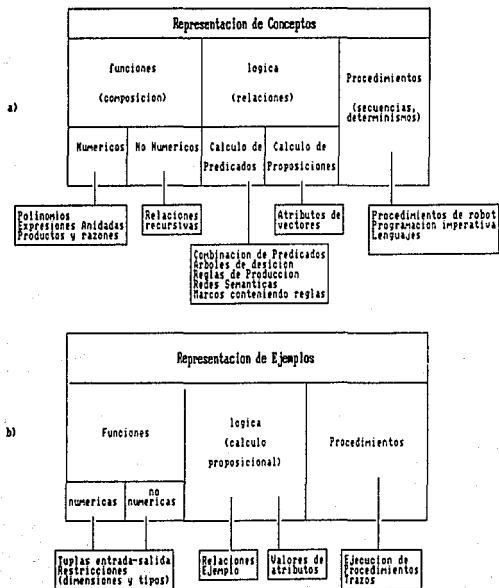 a)
Representacion de Conceptos
funciones
(composicion)
logica
(relaciones)
Procedimientos
(secuencias,
determinismos)
Numericos
No Numericos
Calculo de
Predicados
Calculo de
Proposiciones
Polinomios
Expresiones Anidadas
Productos y razones
Relaciones
recursivas
Combinacion de Predicados
Arboles de desicion
Reglas de Produccion
Redes Semanticas
Marcos conteniendo reglas
Atributos de
vectores
Procedimientos de robot
Programacion imperativa
Lenguajes
b)
Representacion de Ejemplos
Funciones
logica
(calculo
proposicional)
Procedimientos
numericas
no
numericas
Tuplas entrada-salida
Restricciones
(dimensiones y tipos)
Relaciones
Ejemplo
Valores de
atributos
Ejecucion de
Procedimientos
Trazos